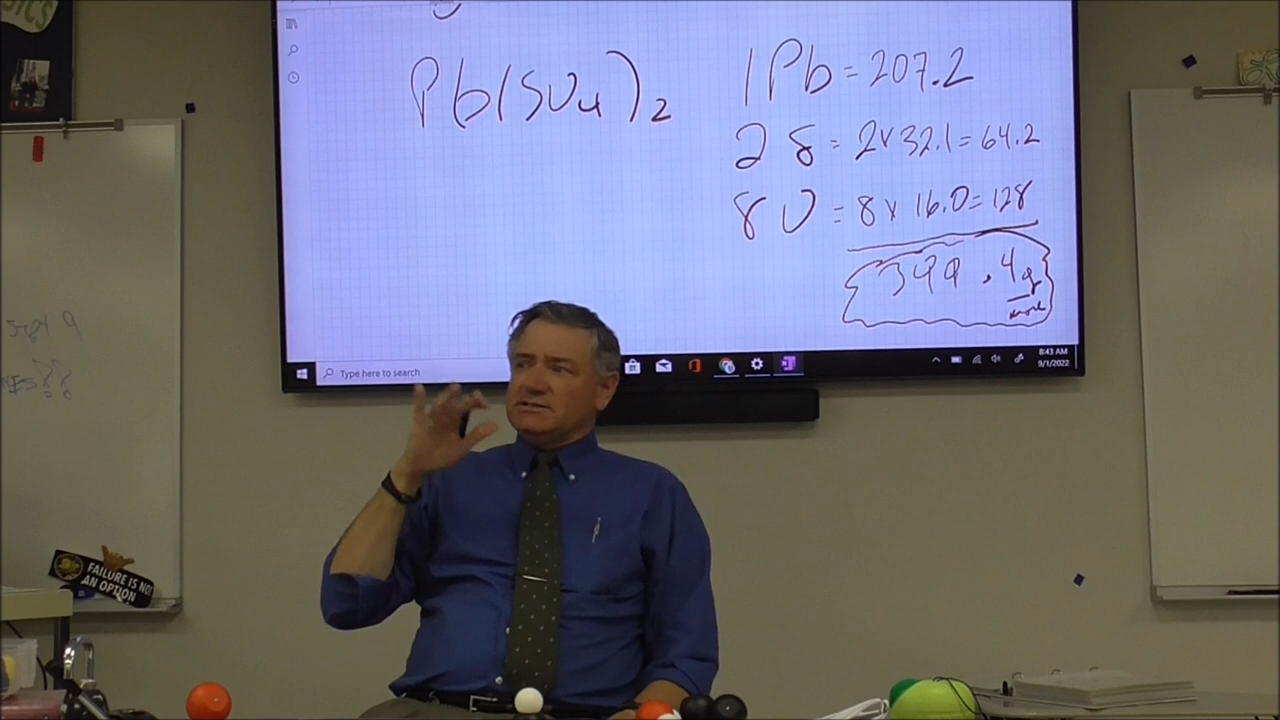 Pb(SO4)2
1 Pb = 207.2
2 S = 2 x 32.1 = 64.2
8 O = 8 x 16.0 = 128
399.4 g
mole
Type here to search
8:43 AM
9/1/2022
FAILURE IS NOT
AN OPTION